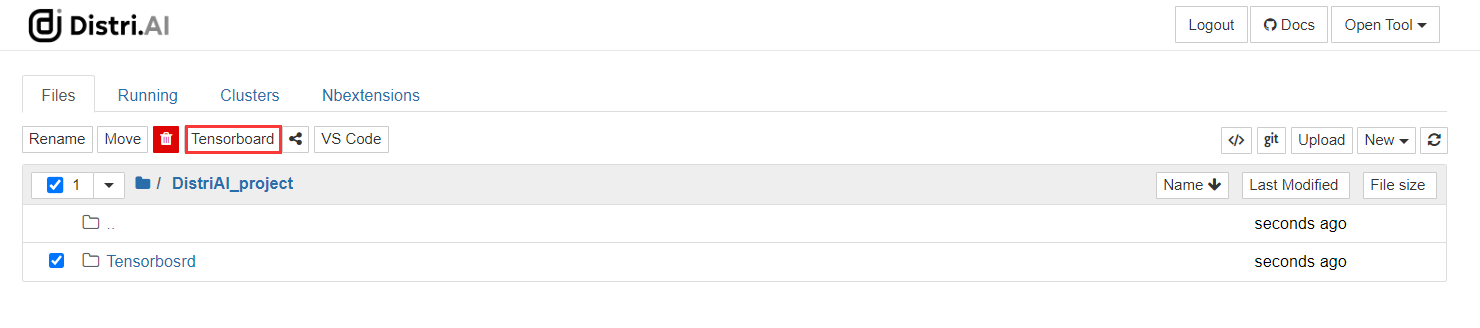 Distri.AI
Logout Docs Open Tool
Files Running Clusters Nbextensions
Rename Move Tensorboard VS Code </> git Upload New
1 / DistriAI_project Name Last Modified File size
.. seconds ago
Tensorbosrd seconds ago